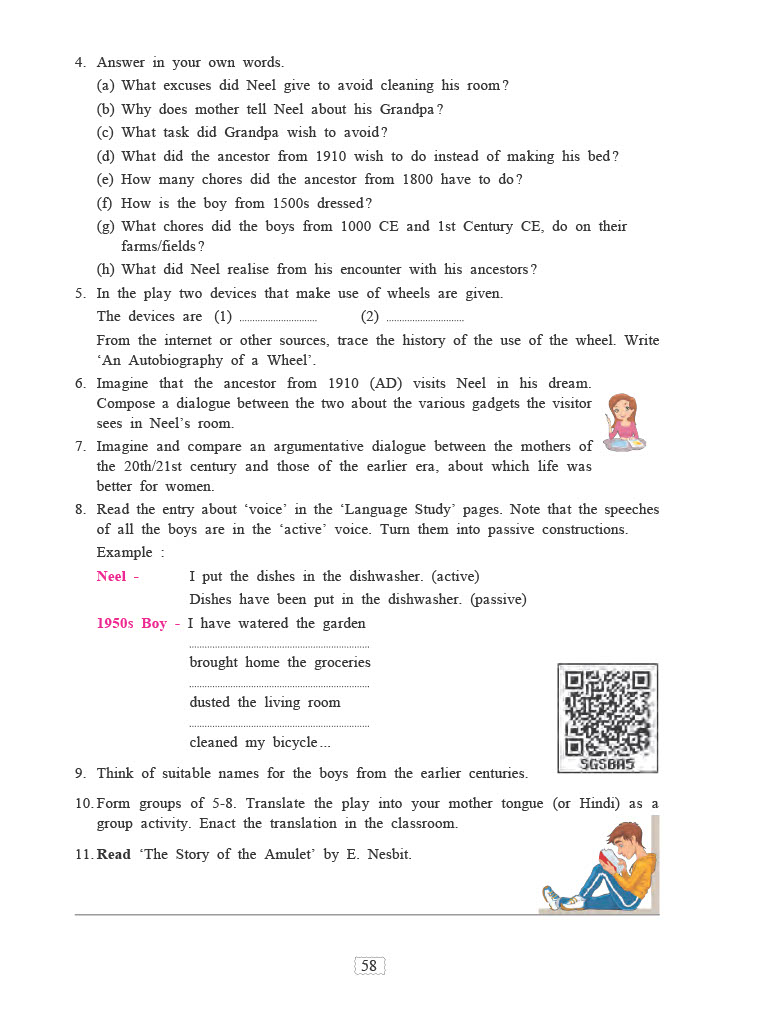 4. Answer in your own words.
(a) What excuses did Neel give to avoid cleaning his room?
(b) Why does mother tell Neel about his Grandpa?
(c) What task did Grandpa wish to avoid?
(d) What did the ancestor from 1910 wish to do instead of making his bed?
(e) How many chores did the ancestor from 1800 have to do?
(f) How is the boy from 1500s dressed?
(g) What chores did the boys from 1000 CE and 1st Century CE, do on their
farms/fields?
(h) What did Neel realise from his encounter with his ancestors?
5. In the play two devices that make use of wheels are given.
The devices are (1) .............................. (2) ..............................
From the internet or other sources, trace the history of the use of the wheel. Write
‘An Autobiography of a Wheel’.
6. Imagine that the ancestor from 1910 (AD) visits Neel in his dream.
Compose a dialogue between the two about the various gadgets the visitor
sees in Neel’s room.
7. Imagine and compare an argumentative dialogue between the mothers of
the 20th/21st century and those of the earlier era, about which life was
better for women.
8. Read the entry about ‘voice’ in the ‘Language Study’ pages. Note that the speeches
of all the boys are in the ‘active’ voice. Turn them into passive constructions.
Example :
Neel - I put the dishes in the dishwasher. (active)
Dishes have been put in the dishwasher. (passive)
1950s Boy - I have watered the garden
......................................................................
brought home the groceries
......................................................................
dusted the living room
......................................................................
cleaned my bicycle...
SGSBA5
9. Think of suitable names for the boys from the earlier centuries.
10. Form groups of 5-8. Translate the play into your mother tongue (or Hindi) as a
group activity. Enact the translation in the classroom.
11. Read ‘The Story of the Amulet’ by E. Nesbit.
58